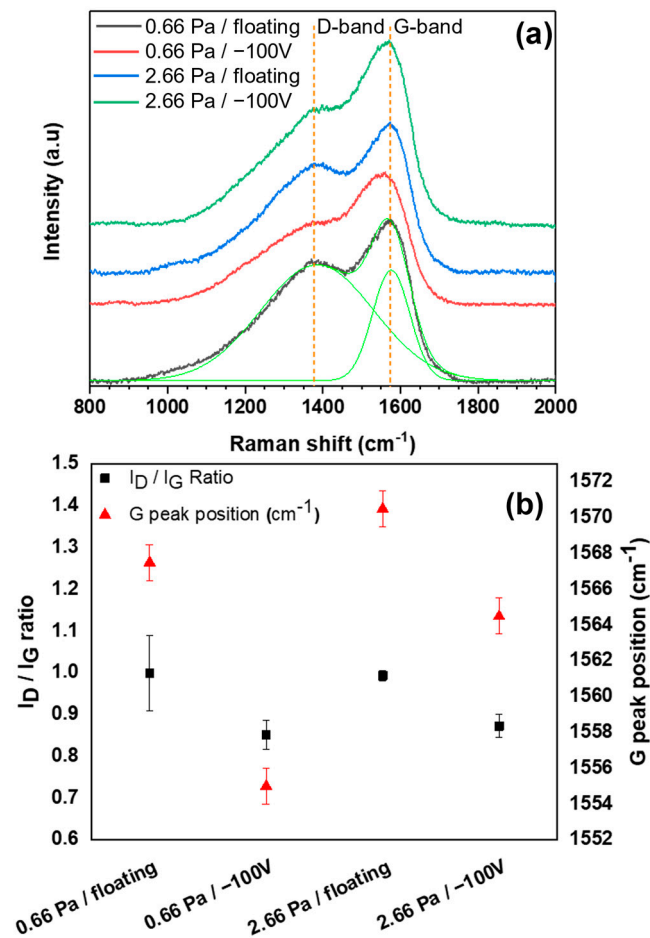 0.66 Pa / floating
0.66 Pa / −100V
2.66 Pa / floating
2.66 Pa / −100V
D-band
G-band
(a)
Intensity (a.u)
800 1000 1200 1400 1600 1800 2000
Raman shift (cm⁻¹)
I_D / I_G Ratio
G peak position (cm⁻¹)
(b)
I_D / I_G ratio
1.5
1.4
1.3
1.2
1.1
1.0
0.9
0.8
0.7
0.6
1572
1570
1568
1566
1564
1562
1560
1558
1556
1554
1552
G peak position (cm⁻¹)
0.66 Pa / floating
0.66 Pa / −100V
2.66 Pa / floating
2.66 Pa / −100V